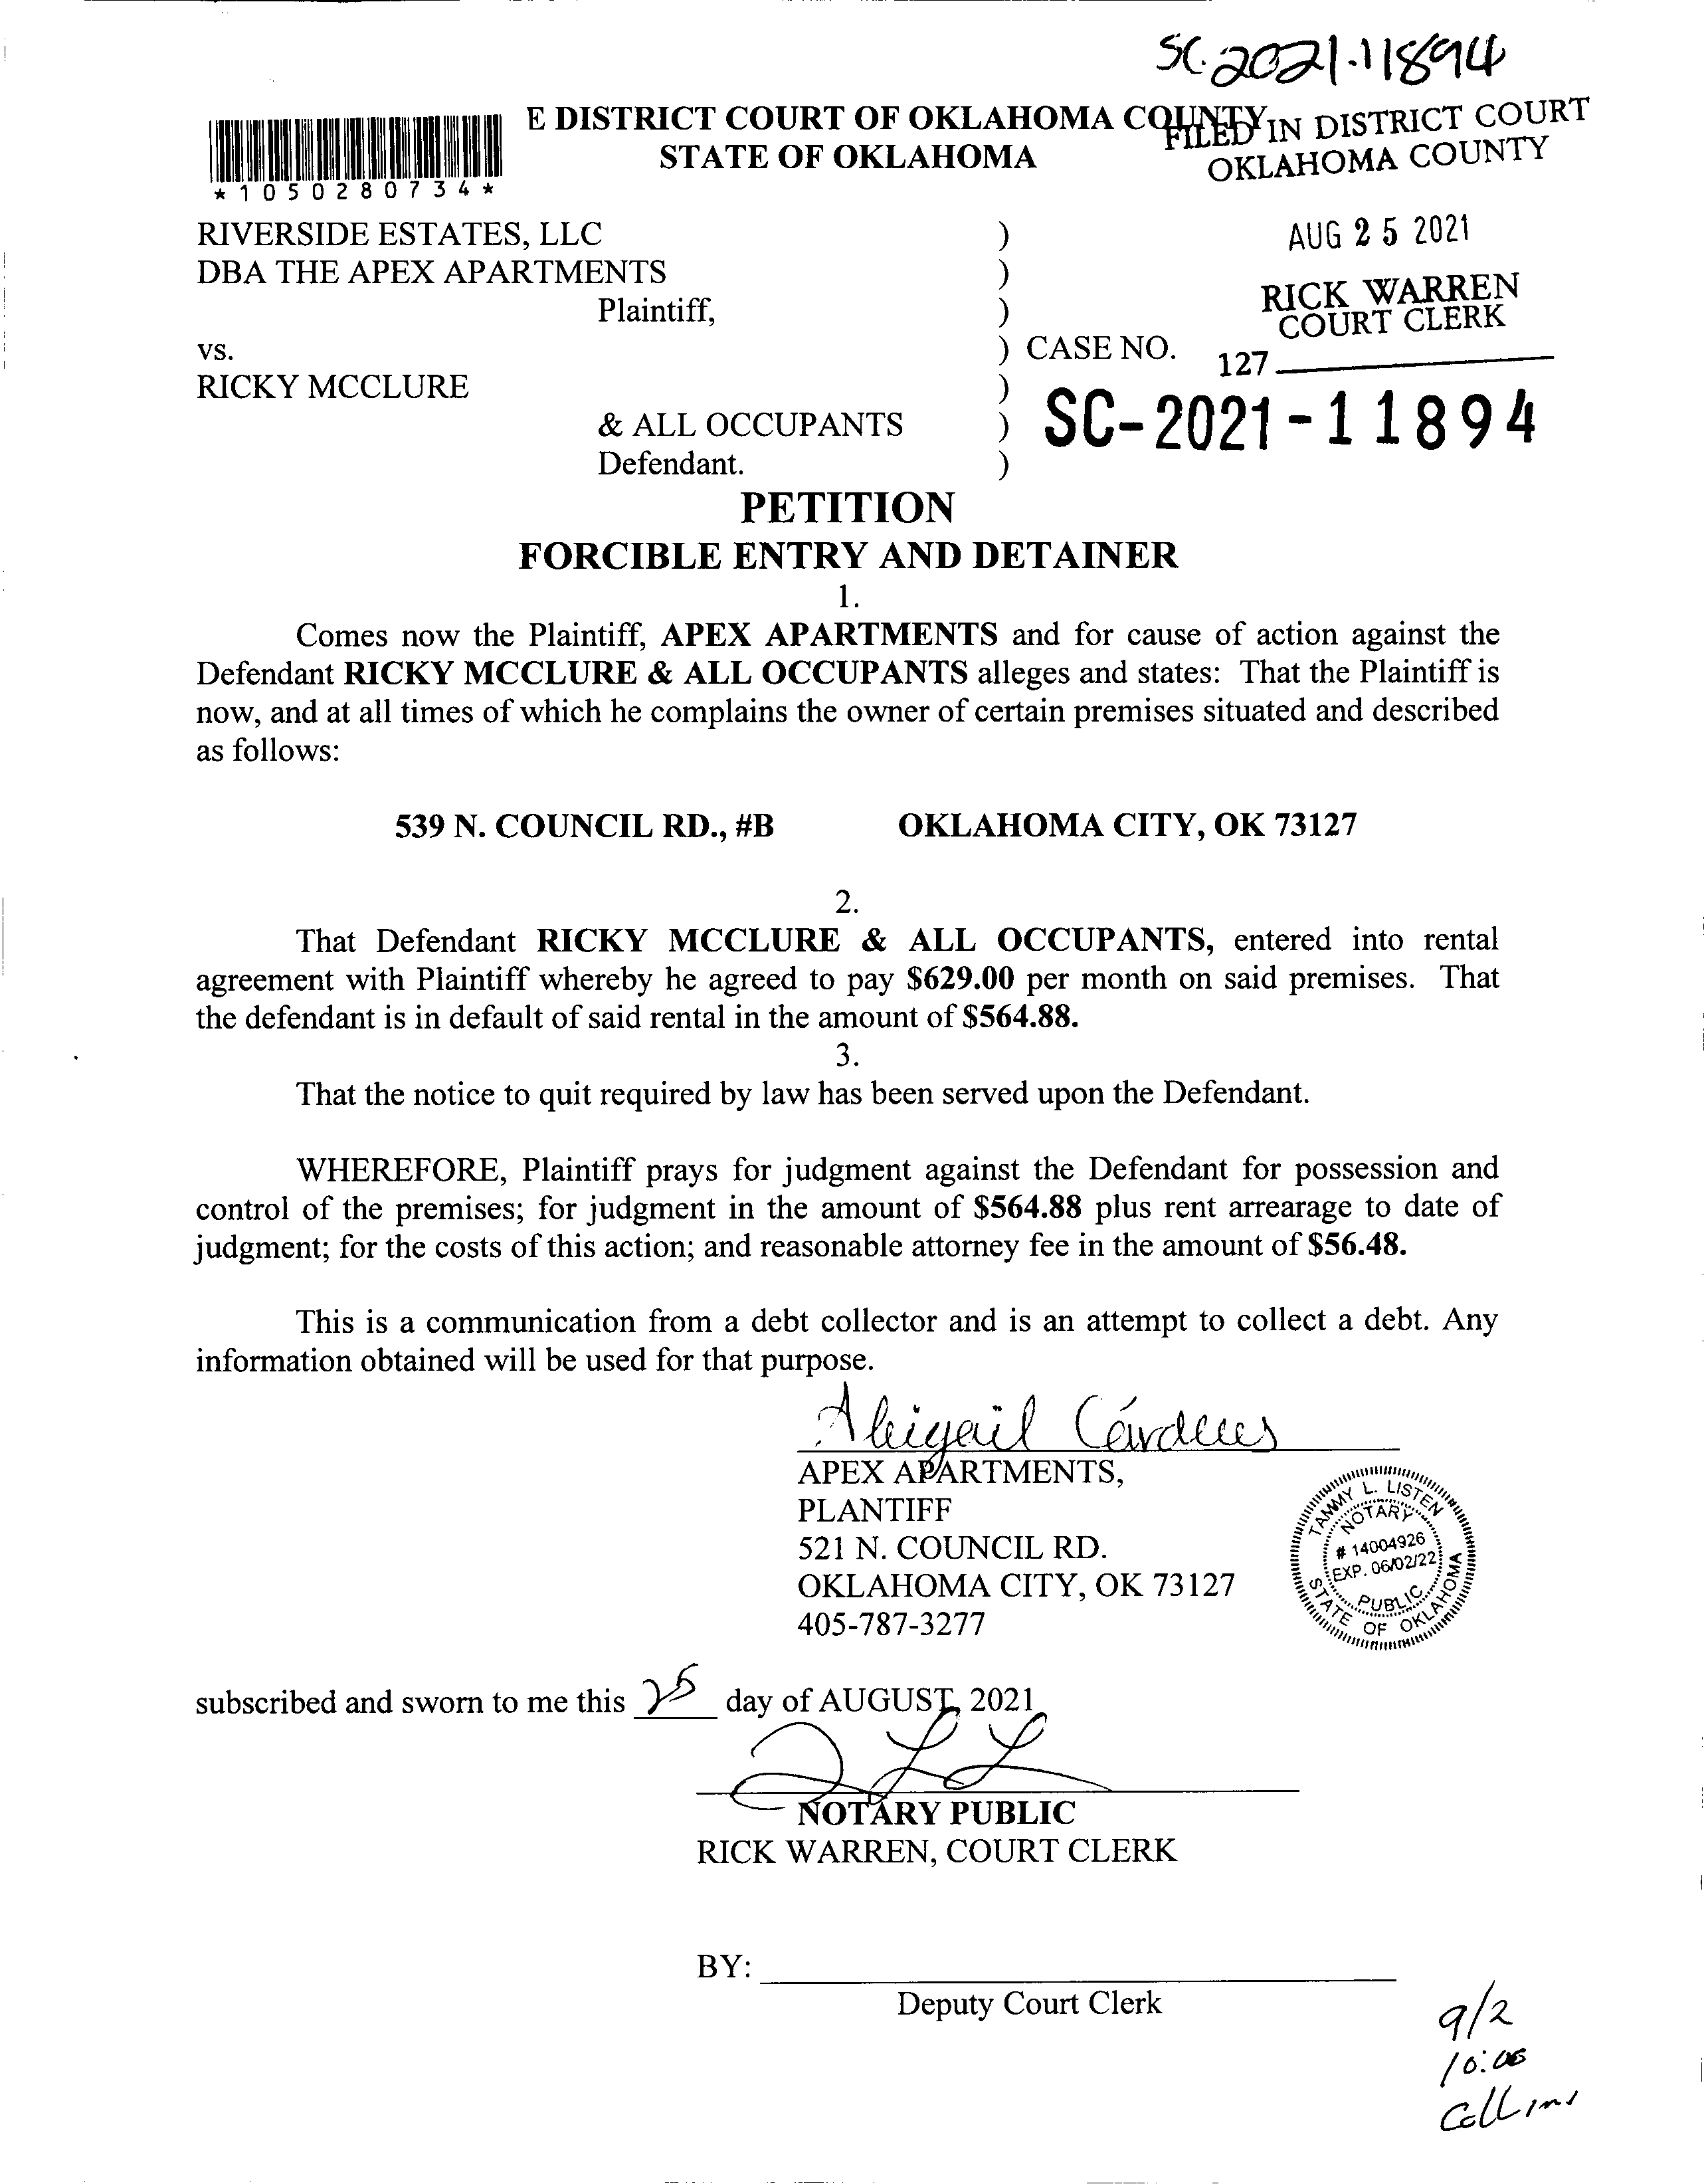 SC-2021-11894
E DISTRICT COURT OF OKLAHOMA COUNTY
STATE OF OKLAHOMA
FILED IN DISTRICT COURT
OKLAHOMA COUNTY
*1050280734*
AUG 25 2021
RICK WARREN
COURT CLERK
127
RIVERSIDE ESTATES, LLC )
DBA THE APEX APARTMENTS )
Plaintiff, )
vs. ) CASE NO.
RICKY MCCLURE )
& ALL OCCUPANTS ) SC-2021-11894
Defendant. )
PETITION
FORCIBLE ENTRY AND DETAINER
1.
Comes now the Plaintiff, APEX APARTMENTS and for cause of action against the
Defendant RICKY MCCLURE & ALL OCCUPANTS alleges and states: That the Plaintiff is
now, and at all times of which he complains the owner of certain premises situated and described
as follows:
539 N. COUNCIL RD., #B OKLAHOMA CITY, OK 73127
2.
That Defendant RICKY MCCLURE & ALL OCCUPANTS, entered into rental
agreement with Plaintiff whereby he agreed to pay $629.00 per month on said premises. That
the defendant is in default of said rental in the amount of $564.88.
3.
That the notice to quit required by law has been served upon the Defendant.
WHEREFORE, Plaintiff prays for judgment against the Defendant for possession and
control of the premises; for judgment in the amount of $564.88 plus rent arrearage to date of
judgment; for the costs of this action; and reasonable attorney fee in the amount of $56.48.
This is a communication from a debt collector and is an attempt to collect a debt. Any
information obtained will be used for that purpose.
Abigail
APEX APARTMENTS,
PLANTIFF
521 N. COUNCIL RD.
OKLAHOMA CITY, OK 73127
405-787-3277
TAMMY L. LISTEN
NOTARY
# 14004926
EXP. 06/02/22
PUBLIC
STATE OF OKLAHOMA
subscribed and sworn to me this 25 day of AUGUST, 2021
NOTARY PUBLIC
RICK WARREN, COURT CLERK
BY:
Deputy Court Clerk
9/2
10:00
Collins